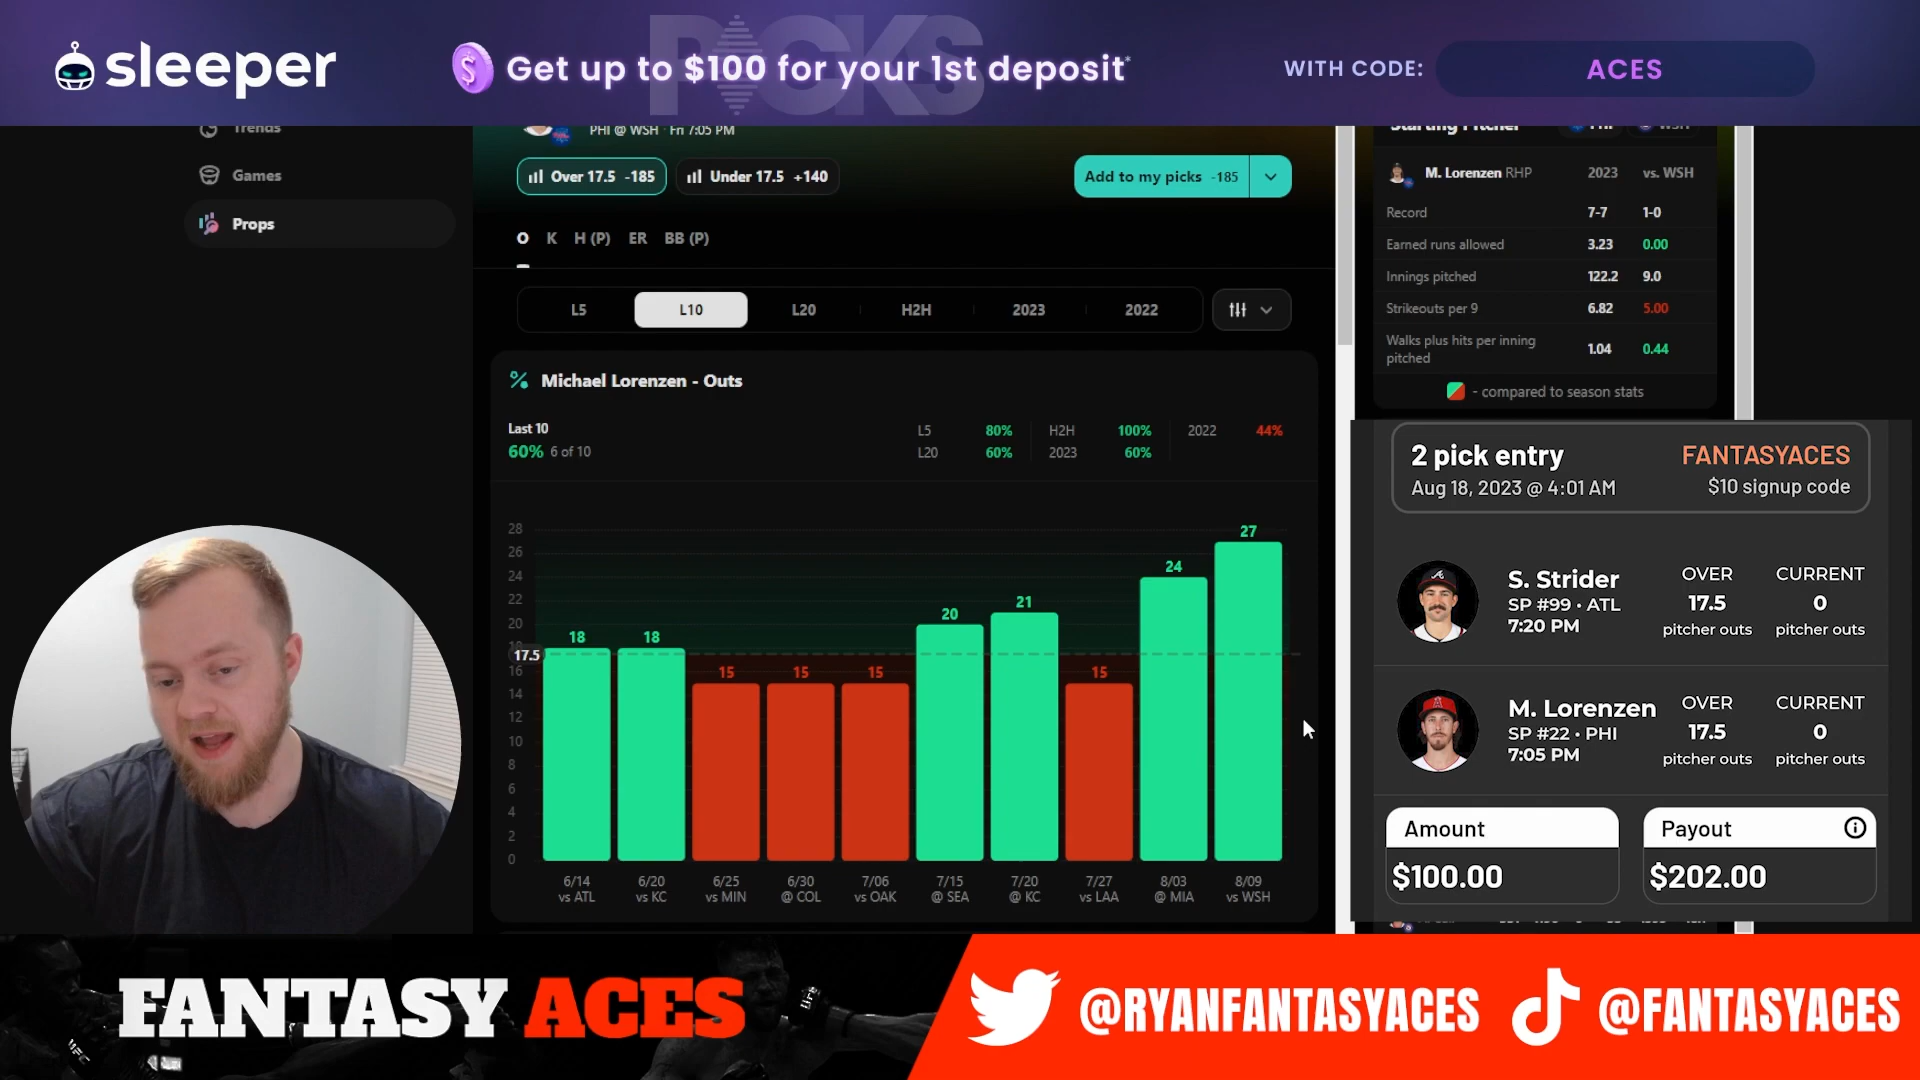 sleeper
PICKS
Get up to $100 for your 1st deposit*
WITH CODE:
ACES
Trends
Games
Props
PHI @ WSH · Fri 7:05 PM
Over 17.5 -185
Under 17.5 +140
Add to my picks -185
O K H (P) ER BB (P)
L5 L10 L20 H2H 2023 2022
Michael Lorenzen - Outs
Last 10
60% 6 of 10
L5 80% H2H 100% 2022 44%
L20 60% 2023 60%
28
26
24
22
20
17.5
16
14
12
10
8
6
4
2
0
18 18 15 15 15 20 21 15 24 27
6/14 6/20 6/25 6/30 7/06 7/15 7/20 7/27 8/03 8/09
vs ATL vs KC vs MIN @ COL vs OAK @ SEA @ KC vs LAA @ MIA vs WSH
Starting Pitcher PHI WSH
M. Lorenzen RHP 2023 vs. WSH
Record 7-7 1-0
Earned runs allowed 3.23 0.00
Innings pitched 122.2 9.0
Strikeouts per 9 6.82 5.00
Walks plus hits per inning
pitched 1.04 0.44
- compared to season stats
2 pick entry FANTASYACES
Aug 18, 2023 @ 4:01 AM $10 signup code
S. Strider OVER CURRENT
SP #99 • ATL 17.5 0
7:20 PM pitcher outs pitcher outs
M. Lorenzen OVER CURRENT
SP #22 • PHI 17.5 0
7:05 PM pitcher outs pitcher outs
Amount Payout
$100.00 $202.00
FANTASY ACES
@RYANFANTASYACES
@FANTASYACES
UFC
UFC